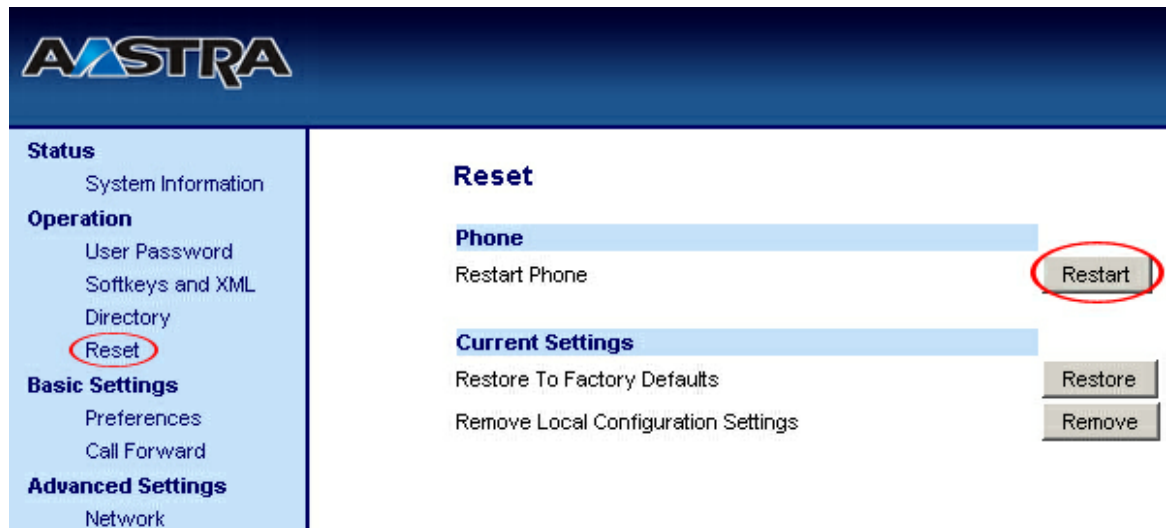 AASTRA
Status
System Information
Operation
User Password
Softkeys and XML
Directory
Reset
Basic Settings
Preferences
Call Forward
Advanced Settings
Network
Reset
Phone
Restart Phone
Restart
Current Settings
Restore To Factory Defaults
Restore
Remove Local Configuration Settings
Remove